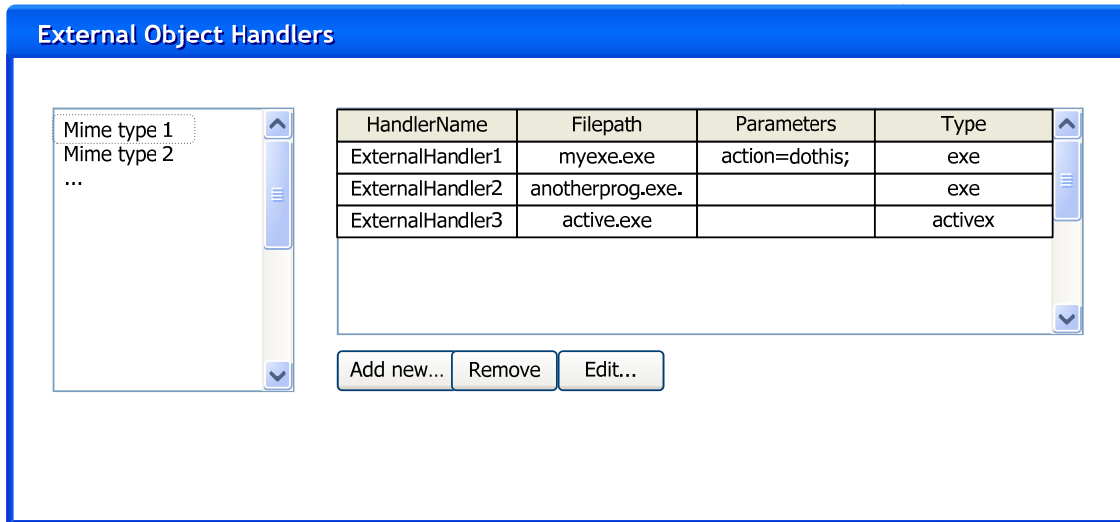 External Object Handlers
Mime type 1
Mime type 2
...
HandlerName Filepath Parameters Type
ExternalHandler1 myexe.exe action=dothis; exe
ExternalHandler2 anotherprog.exe. exe
ExternalHandler3 active.exe activex
Add new... Remove Edit...